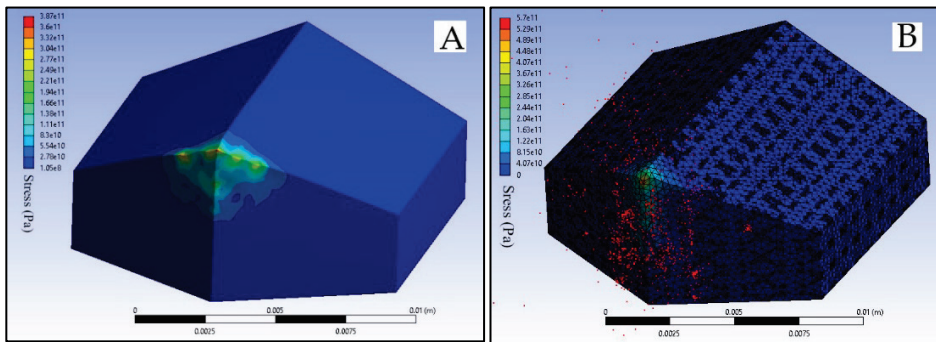 A
3.87e11
3.6e11
3.32e11
3.04e11
2.77e11
2.49e11
2.21e11
1.94e11
1.66e11
1.38e11
1.11e11
8.3e10
5.54e10
2.78e10
1.05e8
Stress (Pa)
0 0.005 0.01 (m)
0.0025 0.0075
B
5.7e11
5.29e11
4.89e11
4.48e11
4.07e11
3.67e11
3.26e11
2.85e11
2.44e11
2.04e11
1.63e11
1.22e11
8.15e10
4.07e10
0
Sress (Pa)
0 0.005 0.01 (m)
0.0025 0.0075